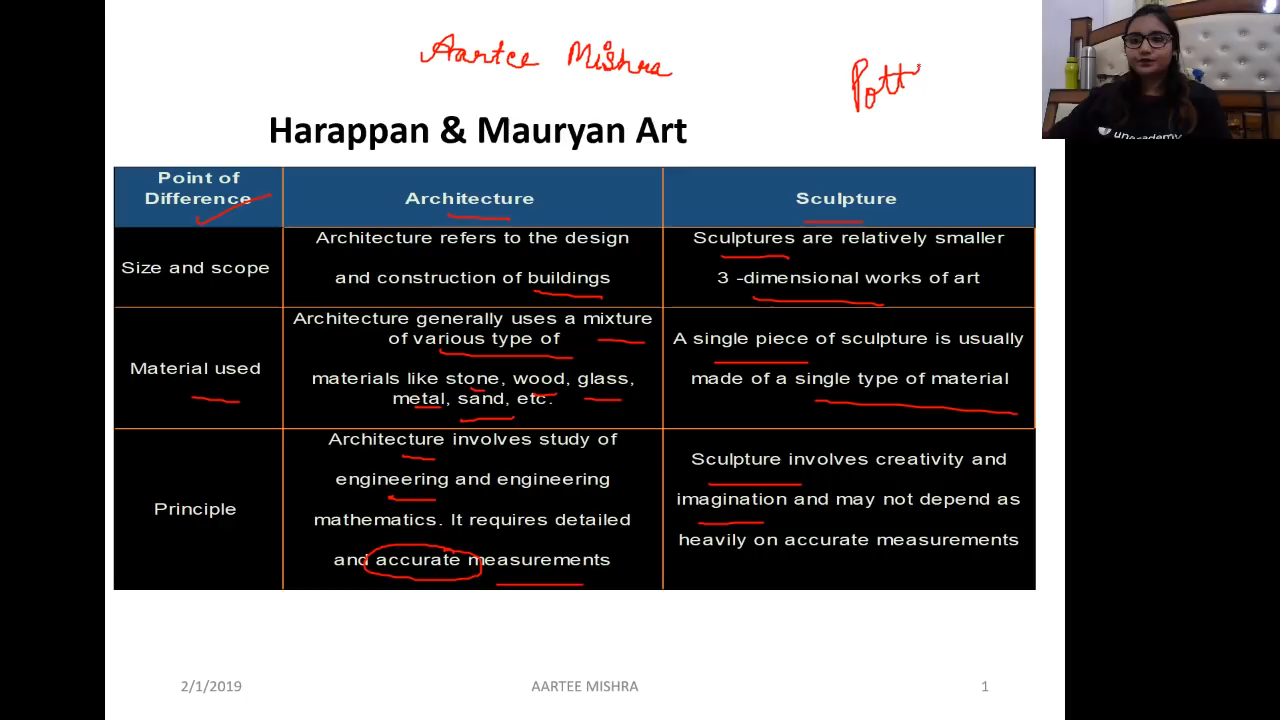 Aartee Mishra
Pott
unacademy
Harappan & Mauryan Art
Point of
Difference
Architecture
Sculpture
Size and scope
Architecture refers to the design
and construction of buildings
Sculptures are relatively smaller
3 -dimensional works of art
Material used
Architecture generally uses a mixture
of various type of
materials like stone, wood, glass,
metal, sand, etc.
A single piece of sculpture is usually
made of a single type of material
Principle
Architecture involves study of
engineering and engineering
mathematics. It requires detailed
and accurate measurements
Sculpture involves creativity and
imagination and may not depend as
heavily on accurate measurements
2/1/2019
AARTEE MISHRA
1